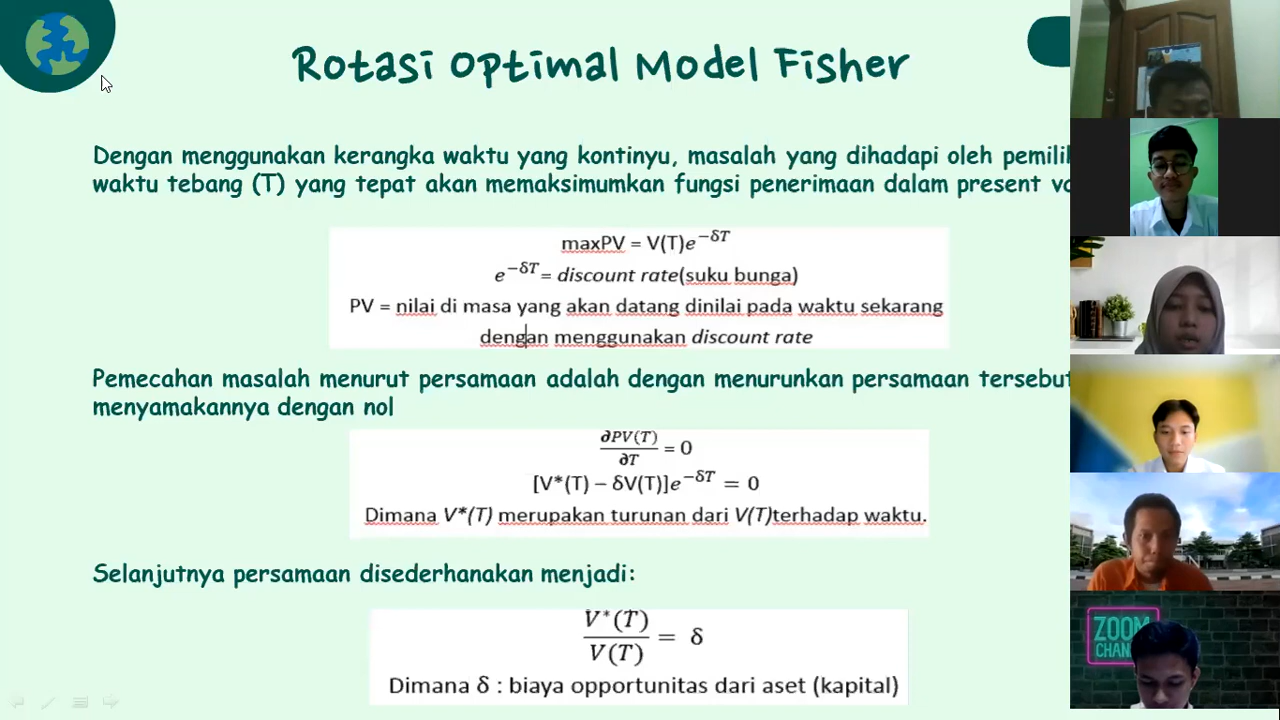 Rotasi Optimal Model Fisher
Dengan menggunakan kerangka waktu yang kontinyu, masalah yang dihadapi oleh pemilik
waktu tebang (T) yang tepat akan memaksimumkan fungsi penerimaan dalam present
maxPV = V(T)e^−δT
e^−δT = discount rate(suku bunga)
PV = nilai di masa yang akan datang dinilai pada waktu sekarang
dengan menggunakan discount rate
Pemecahan masalah menurut persamaan adalah dengan menurunkan persamaan tersebut
menyamakannya dengan nol
∂PV(T)
∂T
= 0
[V*(T) − δV(T)]e^−δT = 0
Dimana V*(T) merupakan turunan dari V(T)terhadap waktu.
Selanjutnya persamaan disederhanakan menjadi:
V*(T)
V(T)
= δ
Dimana δ : biaya opportunitas dari aset (kapital)
ZOOM